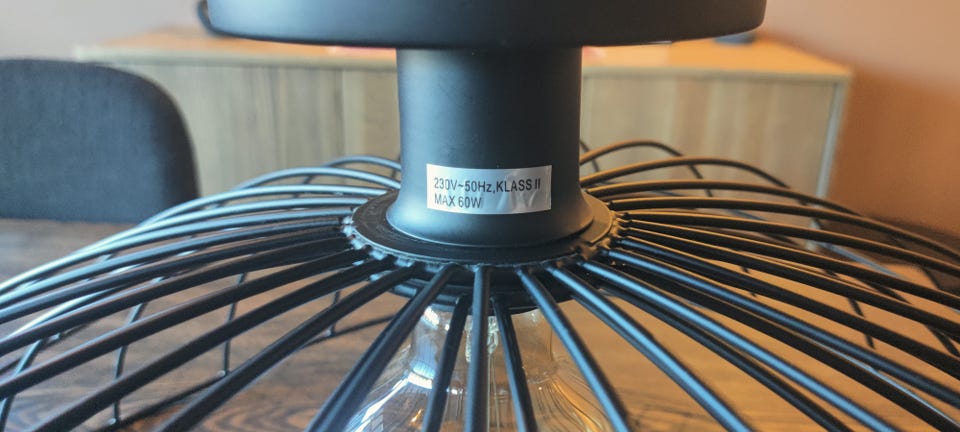 230V~50Hz,KLASS II
MAX 60W